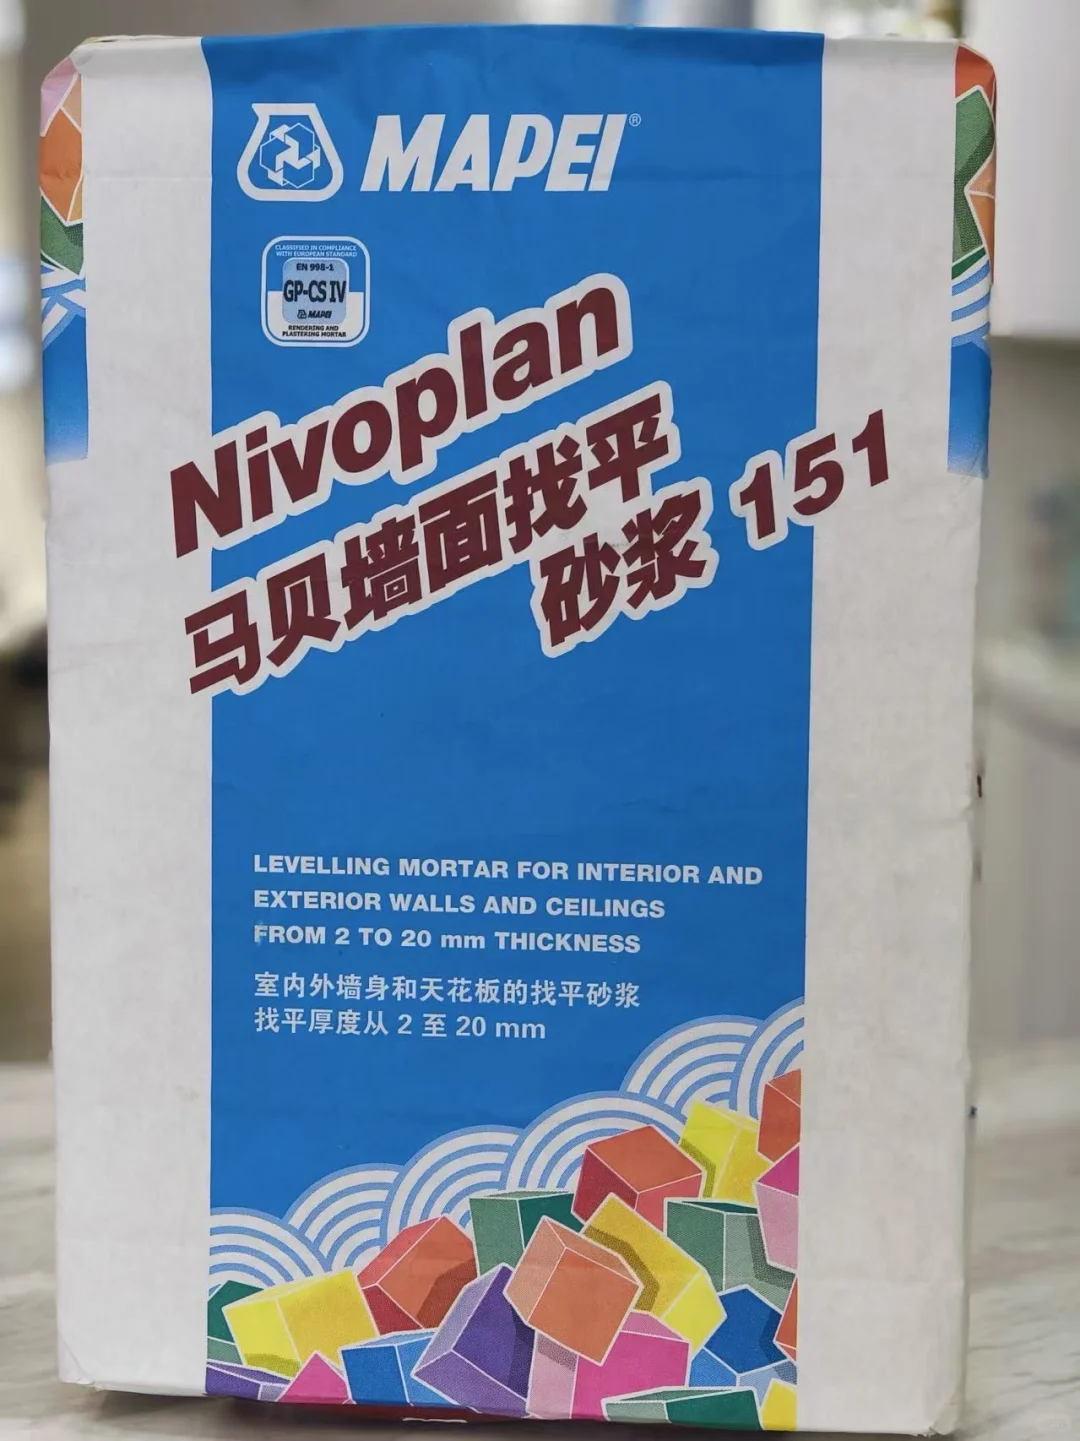 MAPEI®
CLASSIFIED IN COMPLIANCE
WITH EUROPEAN STANDARD
EN 998-1
GP-CS IV
MAPEI
RENDERING AND
PLASTERING MORTAR
Nivoplan
马贝墙面找平
砂浆 151
LEVELLING MORTAR FOR INTERIOR AND
EXTERIOR WALLS AND CEILINGS
FROM 2 TO 20 mm THICKNESS
室内外墙身和天花板的找平砂浆
找平厚度从 2 至 20 mm